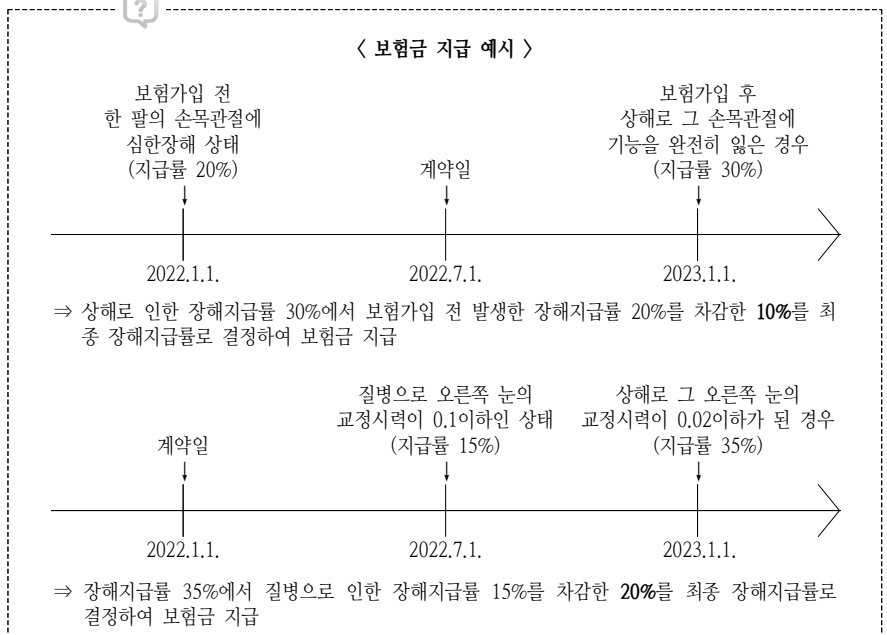 ?
〈 보험금 지급 예시 〉
보험가입 전
한 팔의 손목관절에
심한장해 상태
(지급률 20%)
계약일
보험가입 후
상해로 그 손목관절에
기능을 완전히 잃은 경우
(지급률 30%)
2022.1.1.
2022.7.1.
2023.1.1.
⇒ 상해로 인한 장해지급률 30%에서 보험가입 전 발생한 장해지급률 20%를 차감한 10%를 최
종 장해지급률로 결정하여 보험금 지급
계약일
질병으로 오른쪽 눈의
교정시력이 0.1이하인 상태
(지급률 15%)
상해로 그 오른쪽 눈의
교정시력이 0.02이하가 된 경우
(지급률 35%)
2022.1.1.
2022.7.1.
2023.1.1.
⇒ 장해지급률 35%에서 질병으로 인한 장해지급률 15%를 차감한 20%를 최종 장해지급률로
결정하여 보험금 지급